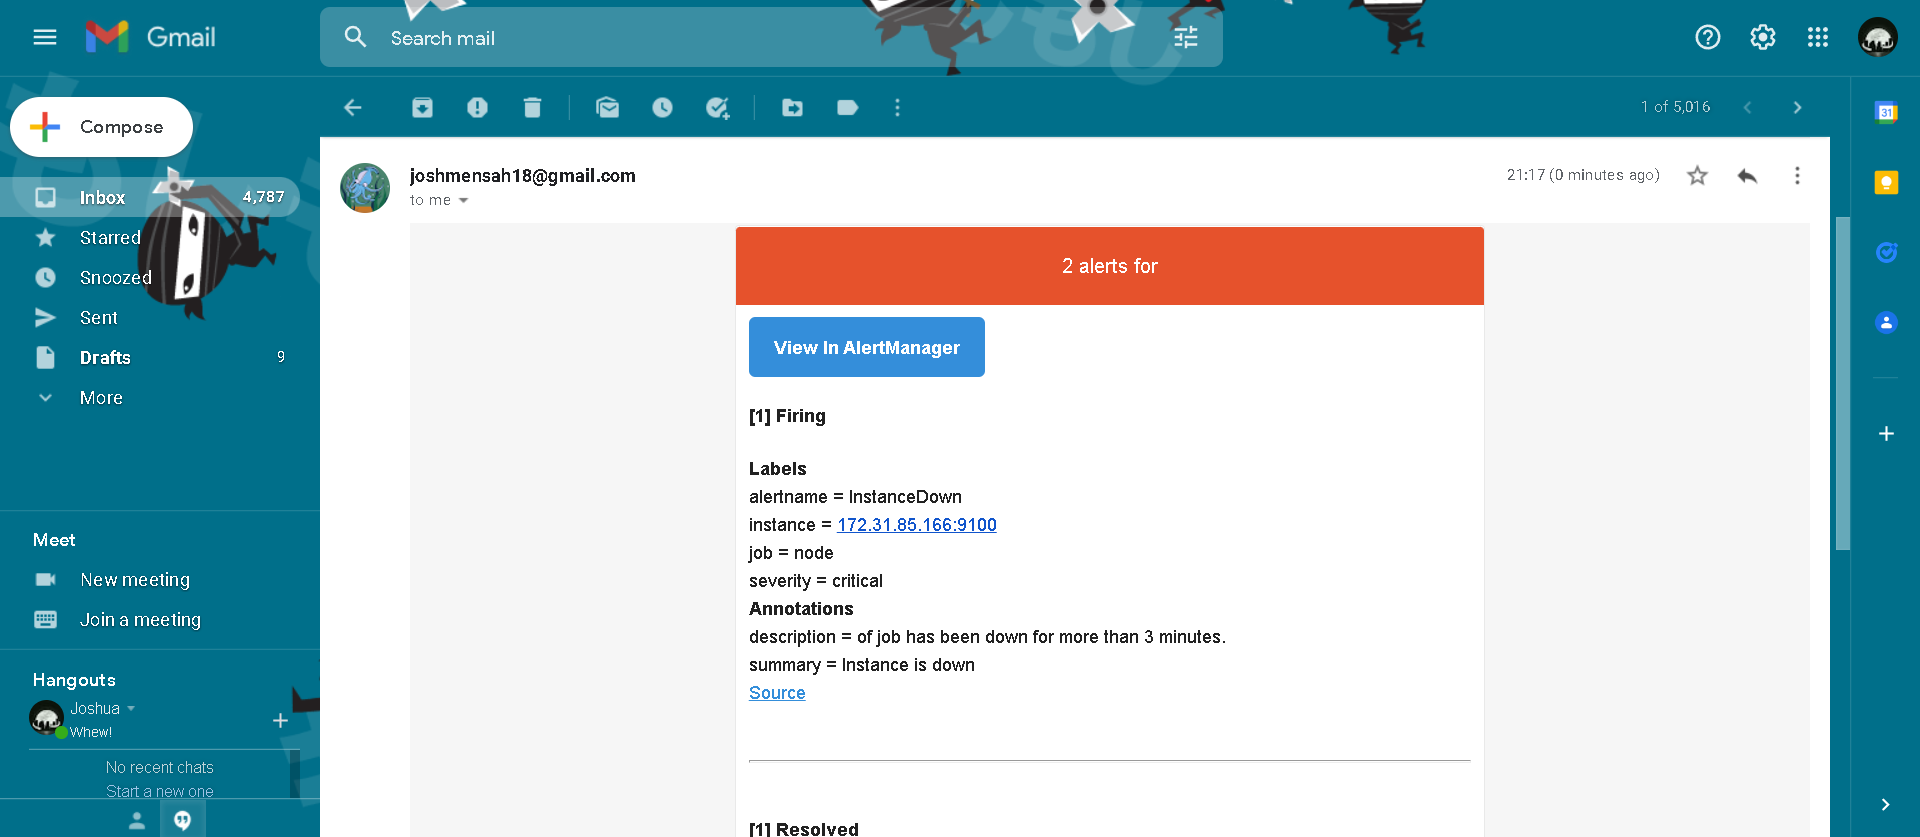 Gmail
Search mail
Compose
1 of 5,016
31
Inbox 4,787
Starred
Snoozed
Sent
Drafts 9
More
Meet
New meeting
Join a meeting
Hangouts
Joshua
Whew!
No recent chats
Start a new one
joshmensah18@gmail.com
21:17 (0 minutes ago)
to me
2 alerts for
View In AlertManager
[1] Firing
Labels
alertname = InstanceDown
instance = 172.31.85.166:9100
job = node
severity = critical
Annotations
description = of job has been down for more than 3 minutes.
summary = Instance is down
Source
[1] Resolved